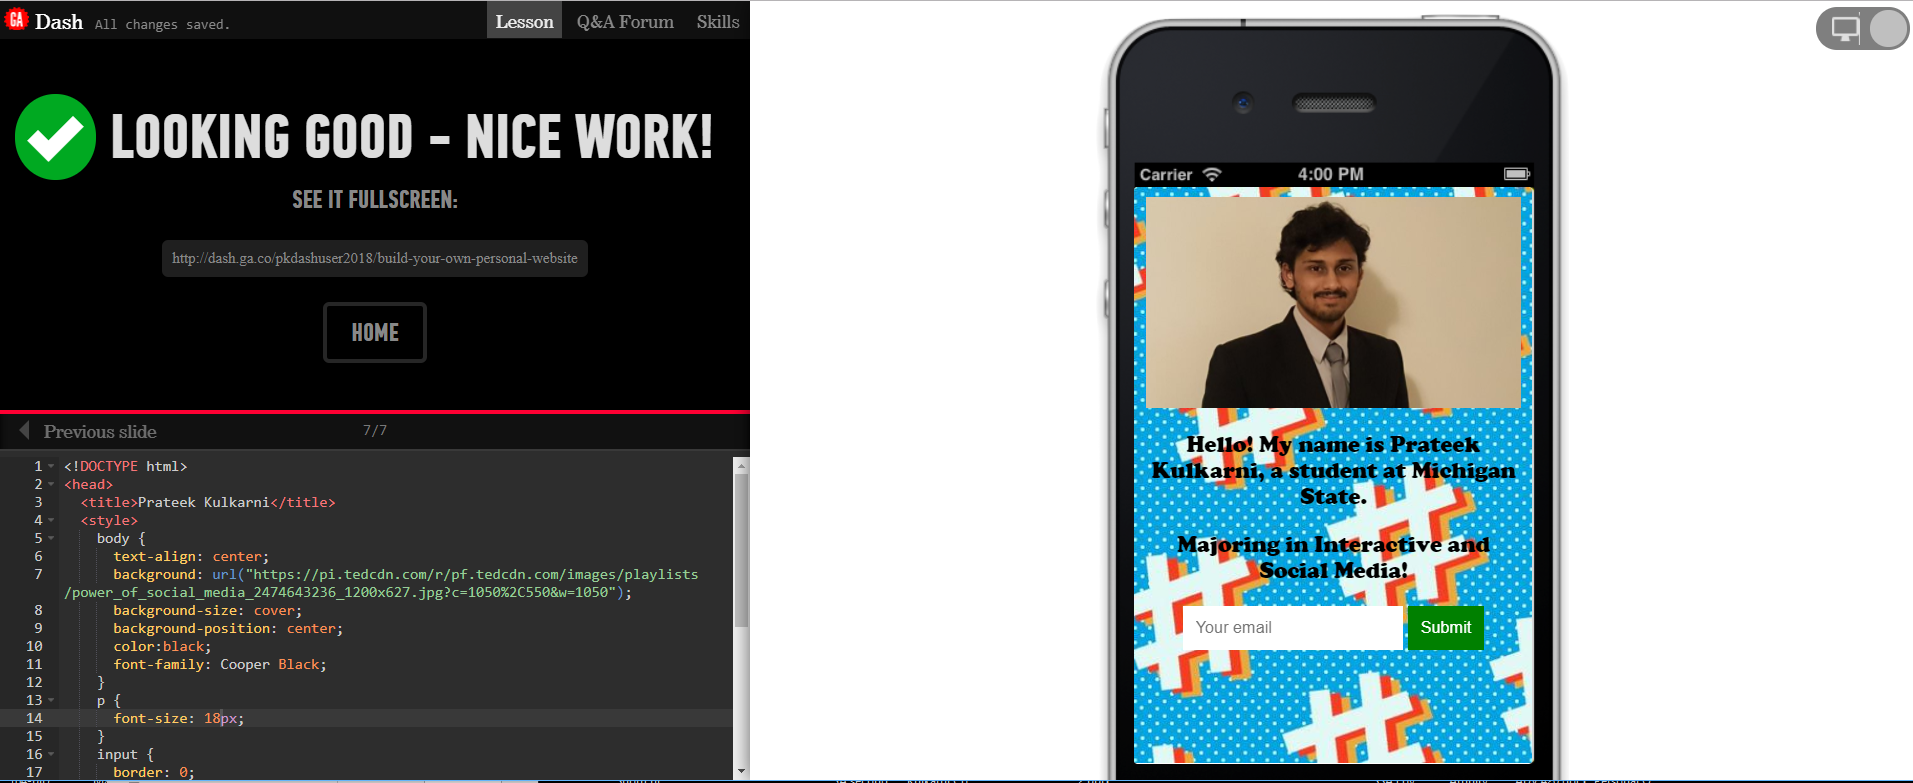 GA Dash All changes saved. Lesson Q&A Forum Skills
LOOKING GOOD - NICE WORK!
SEE IT FULLSCREEN:
http://dash.ga.co/pkdashuser2018/build-your-own-personal-website
HOME
Previous slide 7/7
1 <!DOCTYPE html>
2 <head>
3 <title>Prateek Kulkarni</title>
4 <style>
5 body {
6 text-align: center;
7 background: url("https://pi.tedcdn.com/r/pf.tedcdn.com/images/playlists
/power_of_social_media_2474643236_1200x627.jpg?c=1050%2C550&w=1050");
8 background-size: cover;
9 background-position: center;
10 color:black;
11 font-family: Cooper Black;
12 }
13 p {
14 font-size: 18px;
15 }
16 input {
17 border: 0;
Carrier 4:00 PM
Hello! My name is Prateek
Kulkarni, a student at Michigan
State.
Majoring in Interactive and
Social Media!
Your email Submit